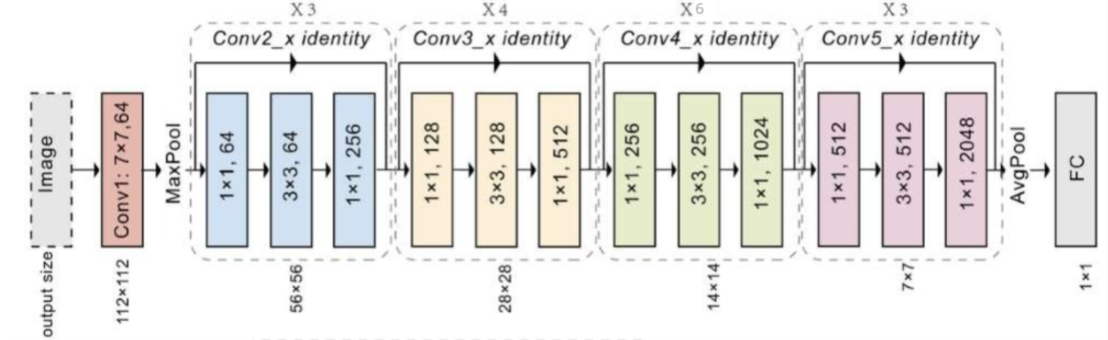 X 3
X 4
X 6
X 3
Conv2_x identity
Conv3_x identity
Conv4_x identity
Conv5_x identity
Image
Conv1: 7×7,64
MaxPool
1×1, 64
3×3, 64
1×1, 256
1×1, 128
3×3, 128
1×1, 512
1×1, 256
3×3, 256
1×1, 1024
1×1, 512
3×3, 512
1×1, 2048
AvgPool
FC
output size
112×112
56×56
28×28
14×14
7×7
1×1